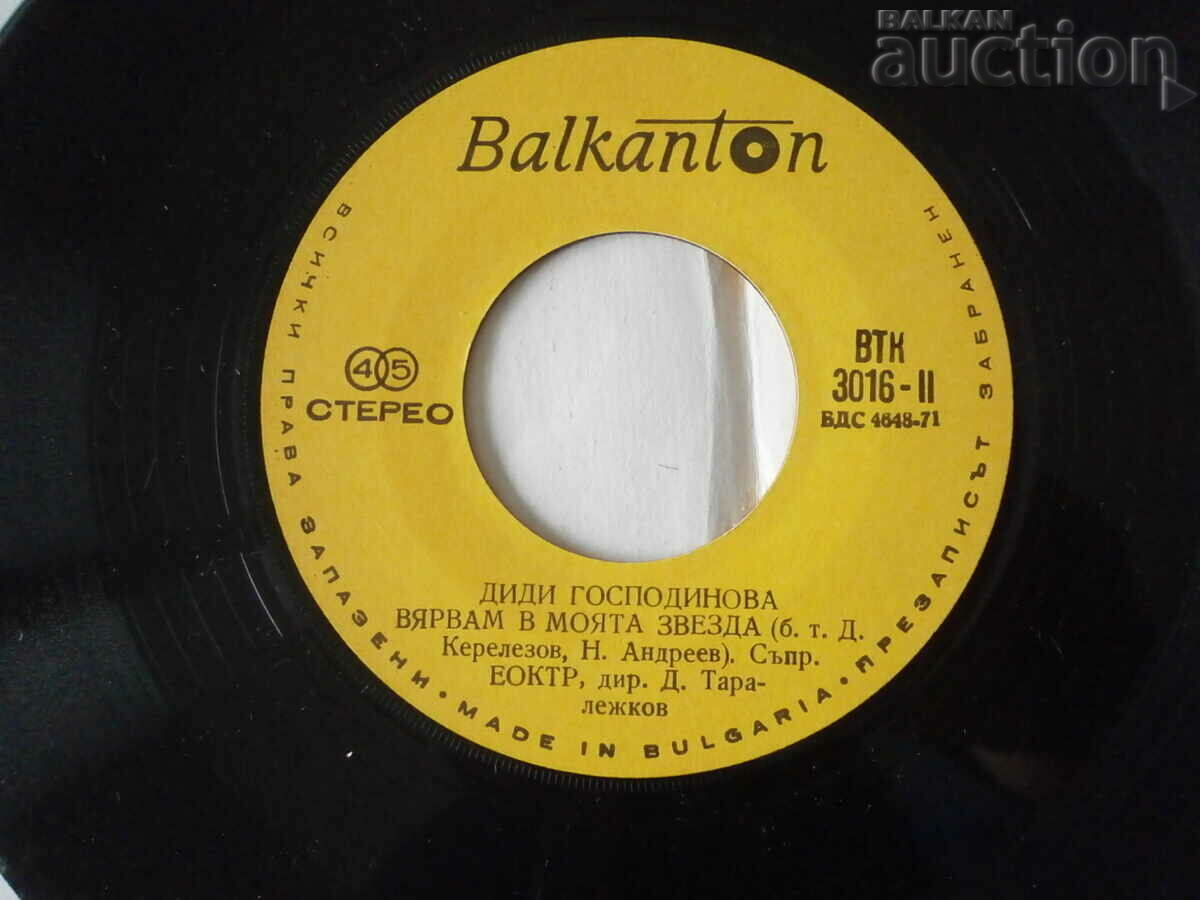 BALKAN
auction
Balkanton
45
СТЕРЕО
ВТК
3016-II
БДС 4648-71
ДИДИ ГОСПОДИНОВА
ВЯРВАМ В МОЯТА ЗВЕЗДА (б. т. Д.
Керелезов, Н. Андреев). Съпр.
ЕОКТР, дир. Д. Тара-
лежков
ВСИЧКИ ПРАВА ЗАПАЗЕНИ • MADE IN BULGARIA • ПРЕЗАПИСЪТ ЗАБРАНЕН